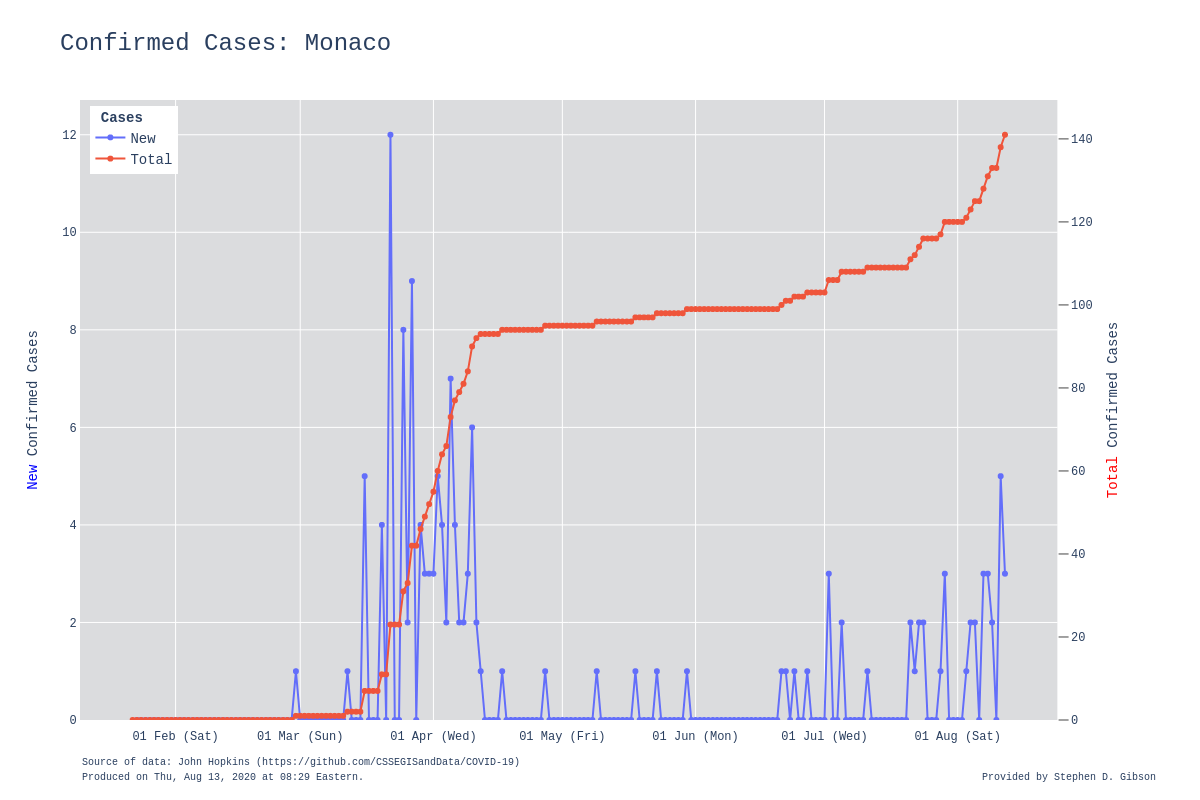 Confirmed Cases: Monaco
Cases
New
Total
12
10
8
6
4
2
0
140
120
100
80
60
40
20
0
New Confirmed Cases
Total Confirmed Cases
01 Feb (Sat)
01 Mar (Sun)
01 Apr (Wed)
01 May (Fri)
01 Jun (Mon)
01 Jul (Wed)
01 Aug (Sat)
Source of data: John Hopkins (https://github.com/CSSEGISandData/COVID-19)
Produced on Thu, Aug 13, 2020 at 08:29 Eastern.
Provided by Stephen D. Gibson